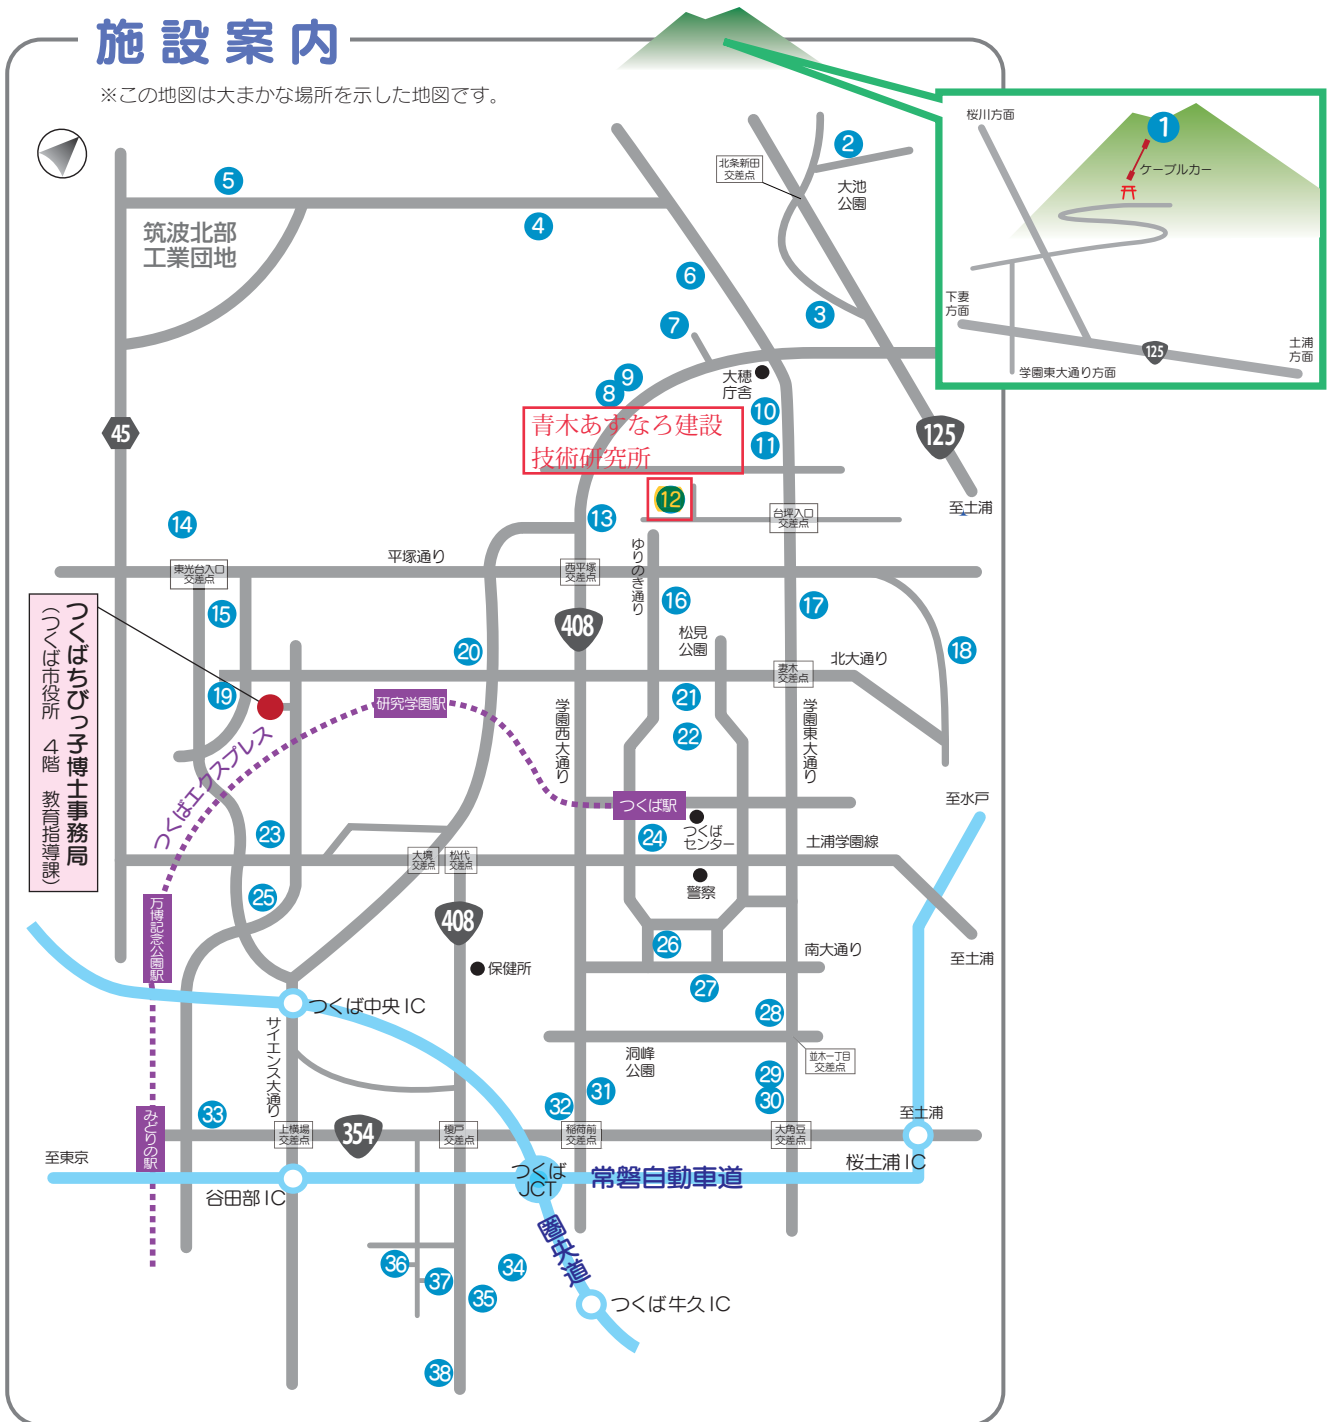 施設案内
※この地図は大まかな場所を示した地図です。
1
ケーブルカー
桜川方面
下妻
方面
125
土浦
方面
学園東大通り方面
北条新田
交差点
2
大池
公園
5
4
筑波北部
工業団地
6
3
7
大穂
庁舎
9
8
10
11
45
125
青木あすなろ建設
技術研究所
12
13
14
台坪入口
交差点
至土浦
平塚通り
東光台入口
交差点
西平塚
交差点
ゆりのき通り
15
16
17
18
408
松見
公園
20
北大通り
妻木
交差点
つくばちびっ子博士事務局
(つくば市役所 4階 教育指導課)
19
研究学園駅
21
22
学園西大通り
学園東大通り
つくばエクスプレス
つくば駅
つくば
センター
至水戸
23
24
土浦学園線
大境
交差点
松代
交差点
警察
25
万博記念公園駅
408
26
南大通り
至土浦
保健所
27
つくば中央IC
28
サイエンス大通り
洞峰
公園
並木一丁目
交差点
29
30
31
32
33
みどりの駅
上横場
交差点
354
榎戸
交差点
稲荷前
交差点
大角豆
交差点
至土浦
至東京
谷田部IC
つくば
JCT
常磐自動車道
桜土浦IC
圏央道
36
37
34
35
つくば牛久IC
38